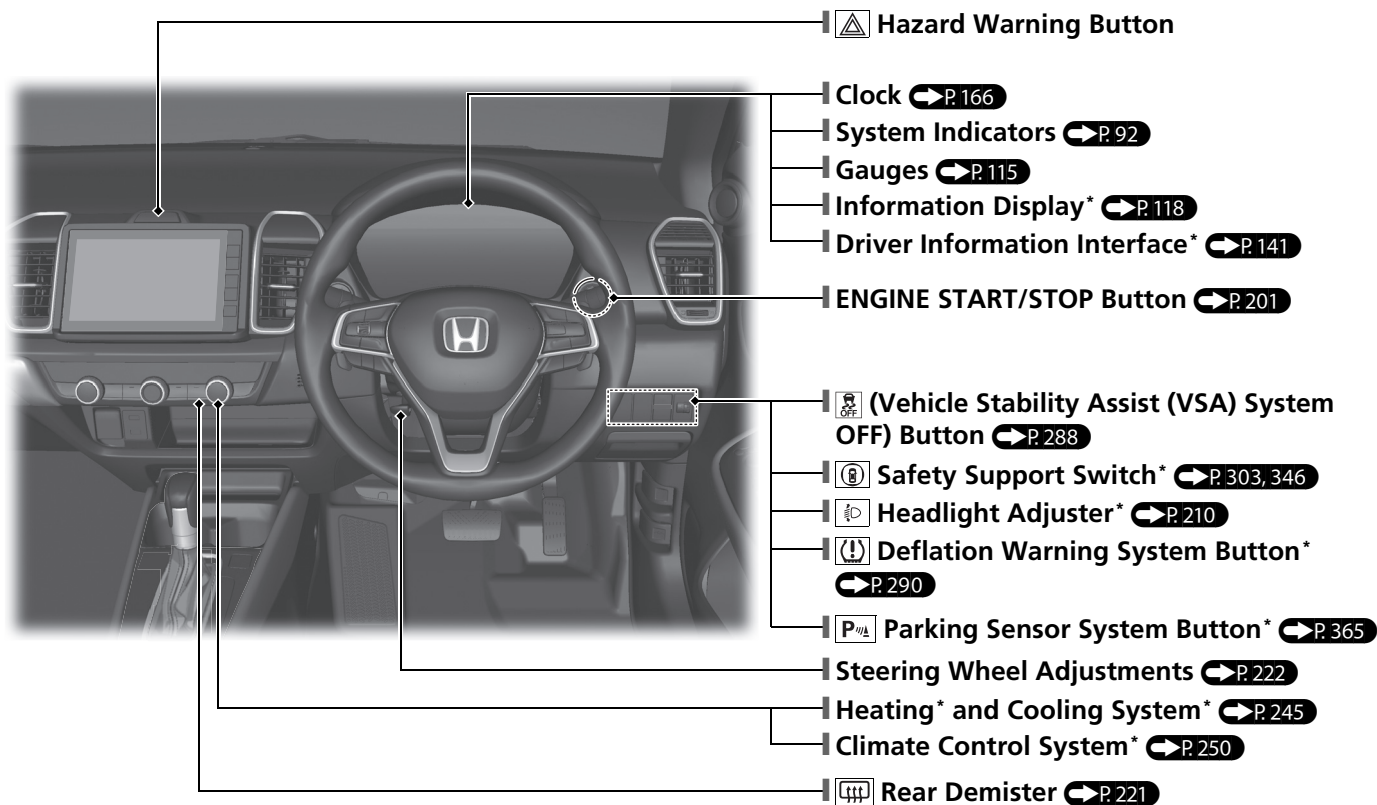 Hazard Warning Button
Clock P. 166
System Indicators P. 92
Gauges P. 115
Information Display* P. 118
Driver Information Interface* P. 141
ENGINE START/STOP Button P. 201
OFF (Vehicle Stability Assist (VSA) System
OFF) Button P. 288
Safety Support Switch* P. 303, 346
Headlight Adjuster* P. 210
(!) Deflation Warning System Button*
P. 290
P Parking Sensor System Button* P. 365
Steering Wheel Adjustments P. 222
Heating* and Cooling System* P. 245
Climate Control System* P. 250
Rear Demister P. 221